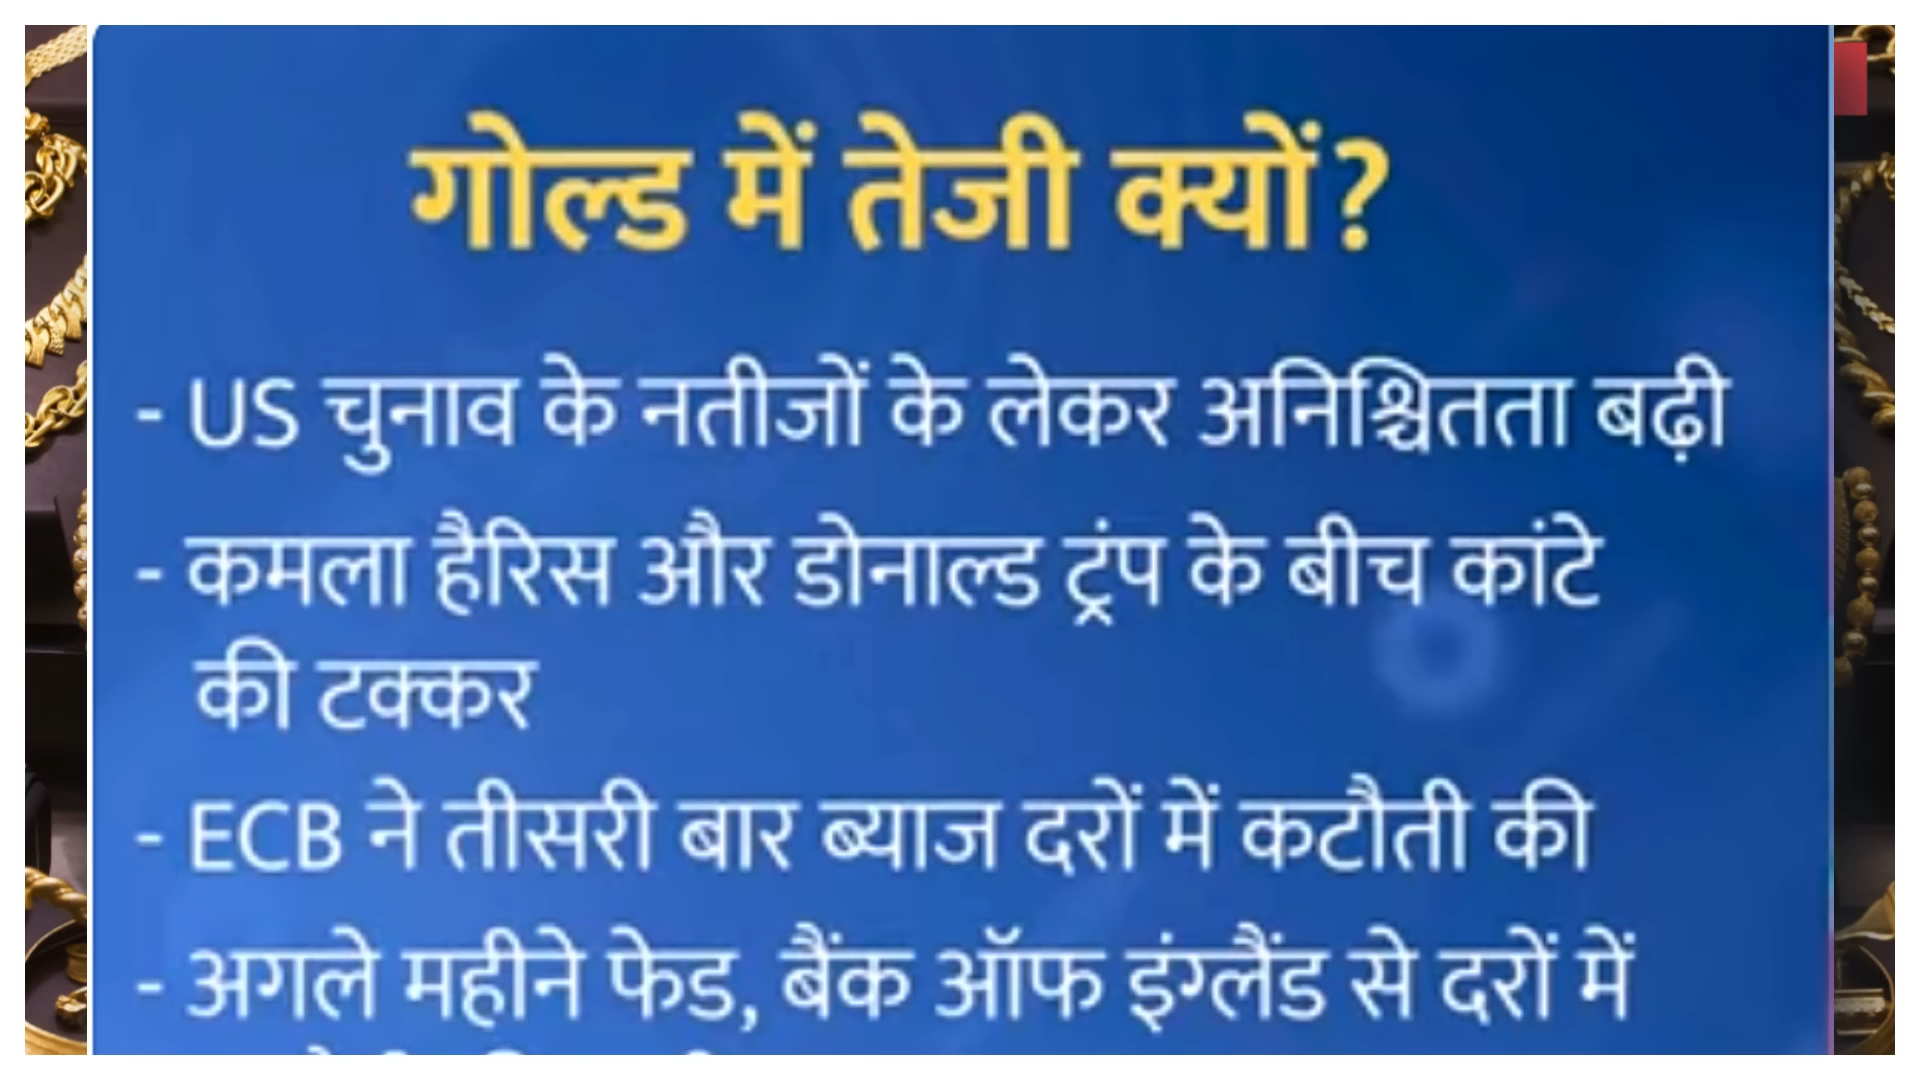 गोल्ड में तेजी क्यों?
- US चुनाव के नतीजों के लेकर अनिश्चितता बढ़ी
- कमला हैरिस और डोनाल्ड ट्रंप के बीच कांटे
की टक्कर
- ECB ने तीसरी बार ब्याज दरों में कटौती की
- अगले महीने फेड, बैंक ऑफ इंग्लैंड से दरों में